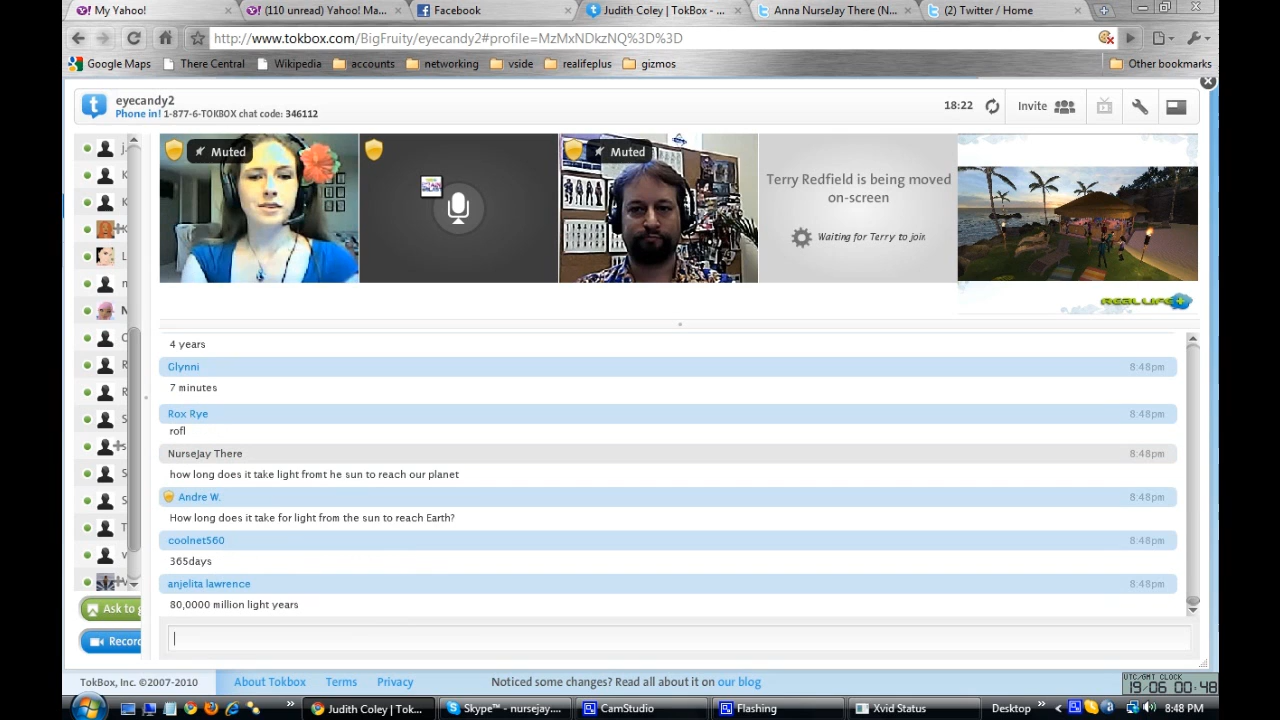 My Yahoo!
(110 unread) Yahoo! Ma...
Facebook
Judith Coley | TokBox - ...
Anna NurseJay There (N...
(2) Twitter / Home
http://www.tokbox.com/BigFruity/eyecandy2#profile=MzMxNDkzNQ%3D%3D
Google Maps
There Central
Wikipedia
accounts
networking
vside
realifeplus
gizmos
Other bookmarks
eyecandy2
Phone in! 1-877-6-TOKBOX chat code: 346112
18:22
Invite
Muted
Muted
Terry Redfield is being moved
on-screen
Waiting for Terry to join
REAL LIFE+
j.
K
K
K
L
n
N
C
R
R
S
s
S
S
T
v
4 years
Glynni
8:48pm
7 minutes
Rox Rye
8:48pm
rofl
NurseJay There
8:48pm
how long does it take light fromt he sun to reach our planet
Andre W.
8:48pm
How long does it take for light from the sun to reach Earth?
coolnet560
8:48pm
365days
anjelita lawrence
8:48pm
80,0000 million light years
Ask to g
Record
TokBox, Inc. ©2007-2010
About Tokbox
Terms
Privacy
Noticed some changes? Read all about it on our blog
UTC/GMT CLOCK
19-06 00:48
Judith Coley | Tok...
Skype™ - nursejay....
CamStudio
Flashing
Xvid Status
Desktop
8:48 PM